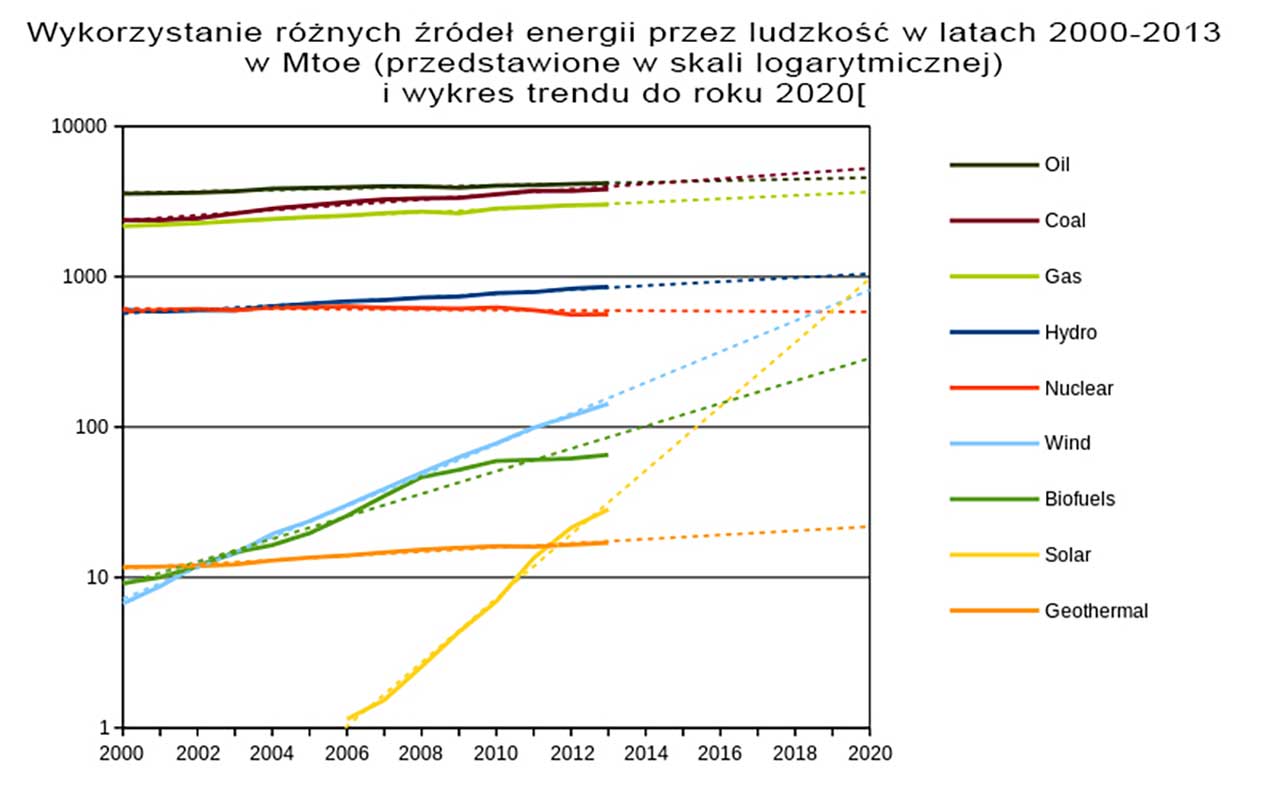 Wykorzystanie różnych źródeł energii przez ludzkość w latach 2000-2013
w Mtoe (przedstawione w skali logarytmicznej)
i wykres trendu do roku 2020[
10000
1000
100
10
1
2000 2002 2004 2006 2008 2010 2012 2014 2016 2018 2020
Oil
Coal
Gas
Hydro
Nuclear
Wind
Biofuels
Solar
Geothermal